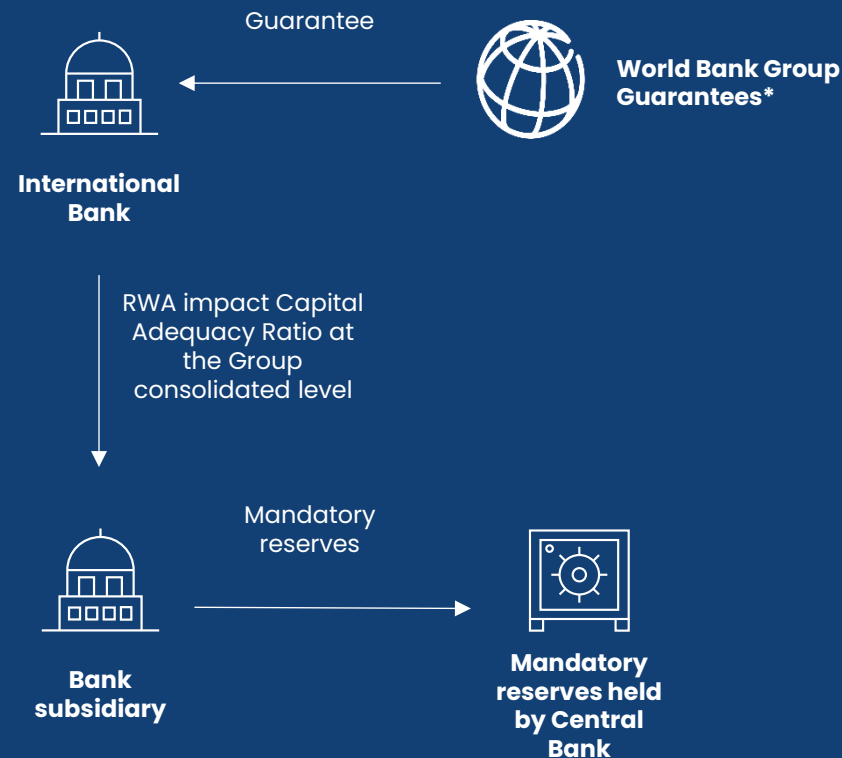 Guarantee
World Bank Group
Guarantees*
International
Bank
RWA impact Capital
Adequacy Ratio at
the Group
consolidated level
Mandatory
reserves
Bank
subsidiary
Mandatory
reserves held
by Central
Bank